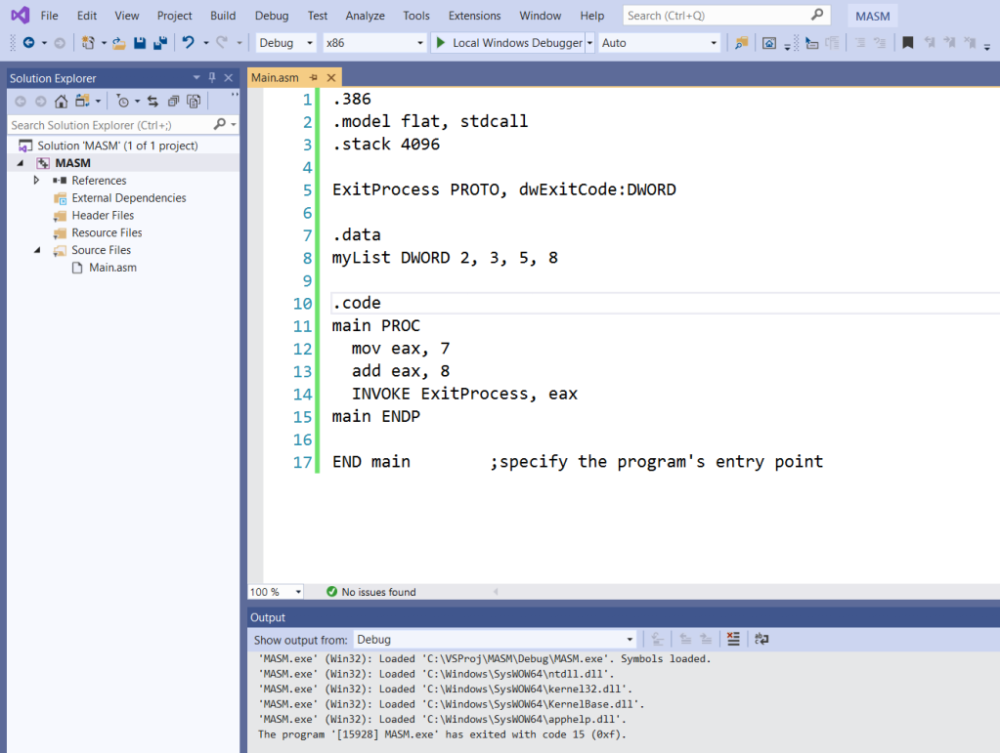 File Edit View Project Build Debug Test Analyze Tools Extensions Window Help Search (Ctrl+Q) MASM
Debug x86 Local Windows Debugger Auto
Solution Explorer
Search Solution Explorer (Ctrl+;)
Solution 'MASM' (1 of 1 project)
MASM
References
External Dependencies
Header Files
Resource Files
Source Files
Main.asm
Main.asm
1 .386
2 .model flat, stdcall
3 .stack 4096
4
5 ExitProcess PROTO, dwExitCode:DWORD
6
7 .data
8 myList DWORD 2, 3, 5, 8
9
10 .code
11 main PROC
12 mov eax, 7
13 add eax, 8
14 INVOKE ExitProcess, eax
15 main ENDP
16
17 END main ;specify the program's entry point
100 % No issues found
Output
Show output from: Debug
'MASM.exe' (Win32): Loaded 'C:\VSProj\MASM\Debug\MASM.exe'. Symbols loaded.
'MASM.exe' (Win32): Loaded 'C:\Windows\SysWOW64\ntdll.dll'.
'MASM.exe' (Win32): Loaded 'C:\Windows\SysWOW64\kernel32.dll'.
'MASM.exe' (Win32): Loaded 'C:\Windows\SysWOW64\KernelBase.dll'.
'MASM.exe' (Win32): Loaded 'C:\Windows\SysWOW64\apphelp.dll'.
The program '[15928] MASM.exe' has exited with code 15 (0xf).